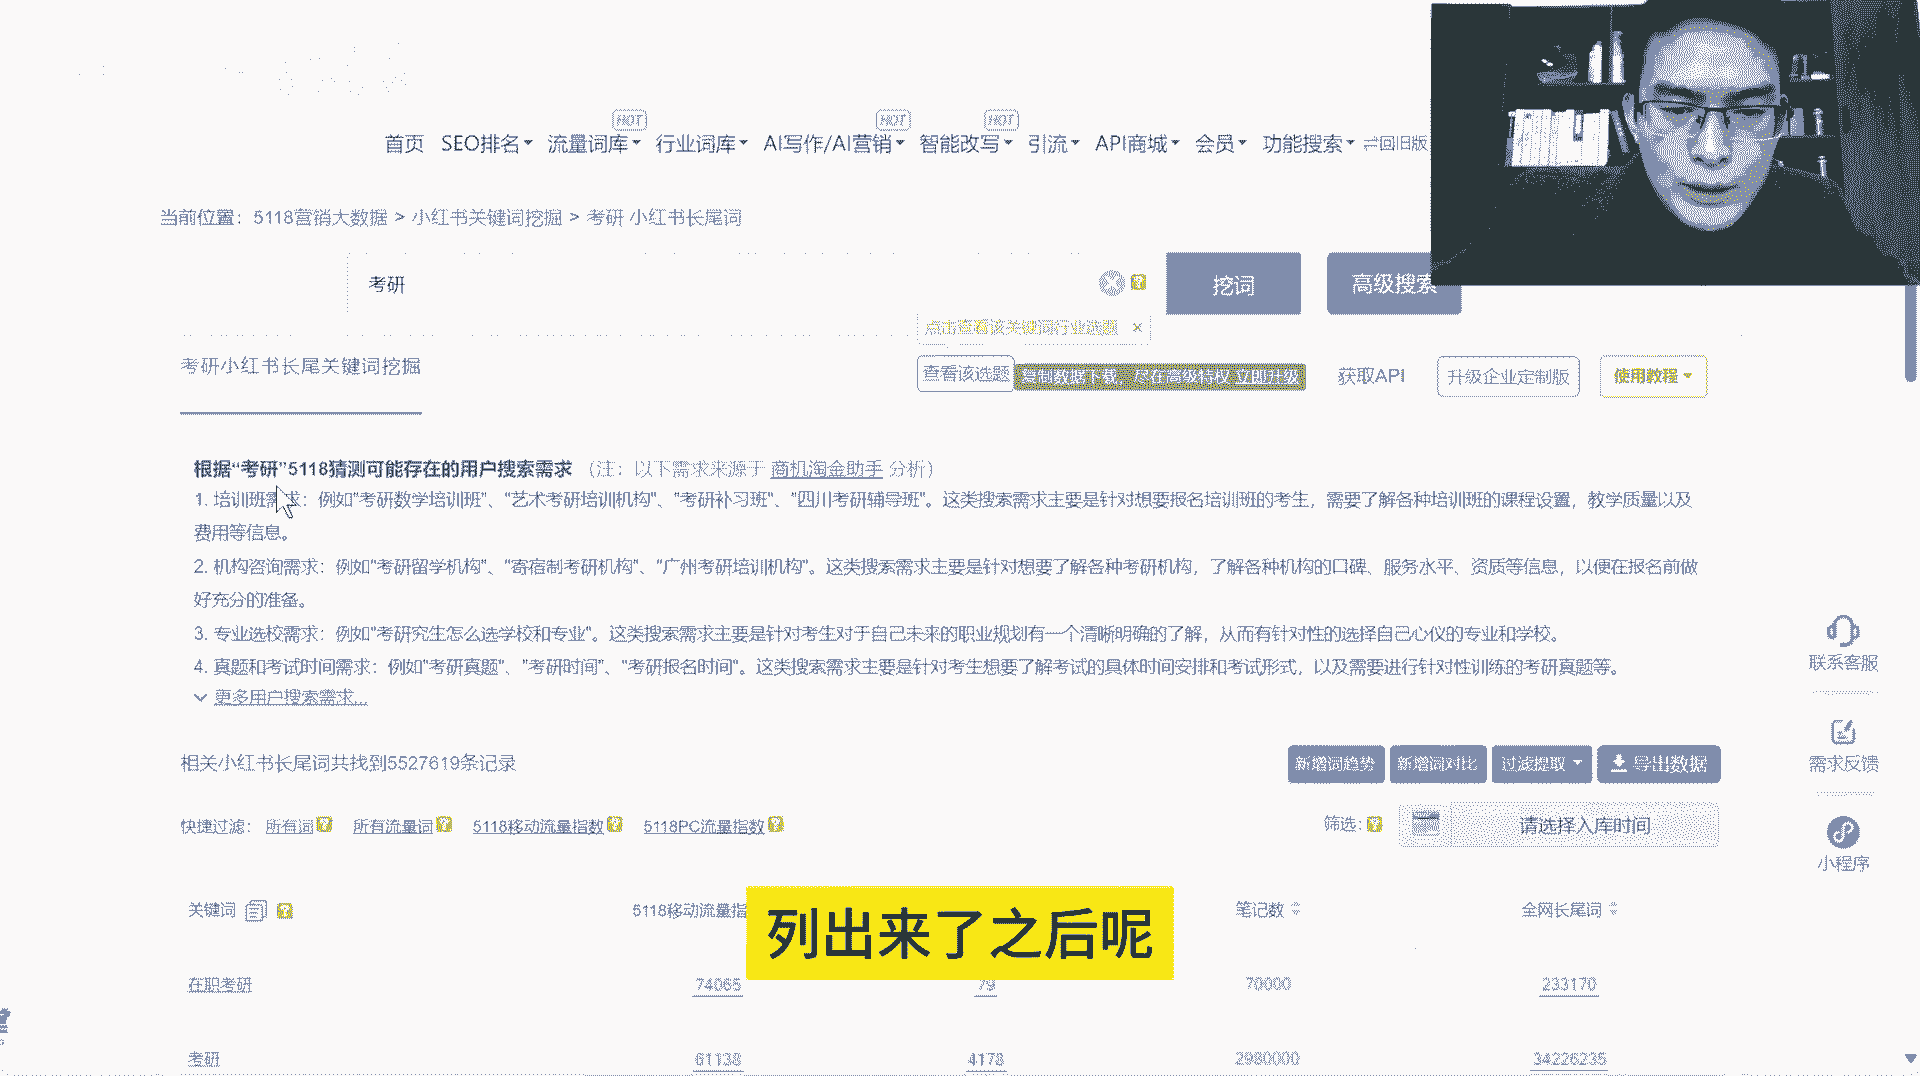 HOT HOT HOT
首页 SEO排名 流量词库 行业词库 AI写作/AI营销 智能改写 引流 API商城 会员 功能搜索 回旧版
当前位置：5118营销大数据 > 小红书关键词挖掘 > 考研 小红书长尾词
考研 挖词 高级搜索
点击查看该关键词行业选题 ×
考研小红书长尾关键词挖掘 查看该选题 复制数据下载，尽在高级特权 立即升级 获取API 升级企业定制版 使用教程
根据“考研”5118猜测可能存在的用户搜索需求 （注：以下需求来源于 商机淘金助手 分析）
1. 培训班需求：例如"考研数学培训班"、"艺术考研培训机构"、"考研补习班"、"四川考研辅导班"。这类搜索需求主要是针对想要报名培训班的考生，需要了解各种培训班的课程设置，教学质量以及
费用等信息。
2. 机构咨询需求：例如"考研留学机构"、"寄宿制考研机构"、"广州考研培训机构"。这类搜索需求主要是针对想要了解各种考研机构，了解各种机构的口碑、服务水平、资质等信息，以便在报名前做
好充分的准备。
3. 专业选校需求：例如"考研究生怎么选学校和专业"。这类搜索需求主要是针对考生对于自己未来的职业规划有一个清晰明确的了解，从而有针对性的选择自己心仪的专业和学校。
4. 真题和考试时间需求：例如"考研真题"、"考研时间"、"考研报名时间"。这类搜索需求主要是针对考生想要了解考试的具体时间安排和考试形式，以及需要进行针对性训练的考研真题等。
更多用户搜索需求...
联系客服
需求反馈
小程序
相关小红书长尾词共找到5527619条记录 新增词趋势 新增词对比 过滤提取 导出数据
快捷过滤：所有词 所有流量词 5118移动流量指数 5118PC流量指数 筛选： 请选择入库时间
关键词 5118移动流量指 笔记数 全网长尾词
列出来了之后呢
在职考研 74065 79 70000 233170
考研 61138 4178 2980000 34226235